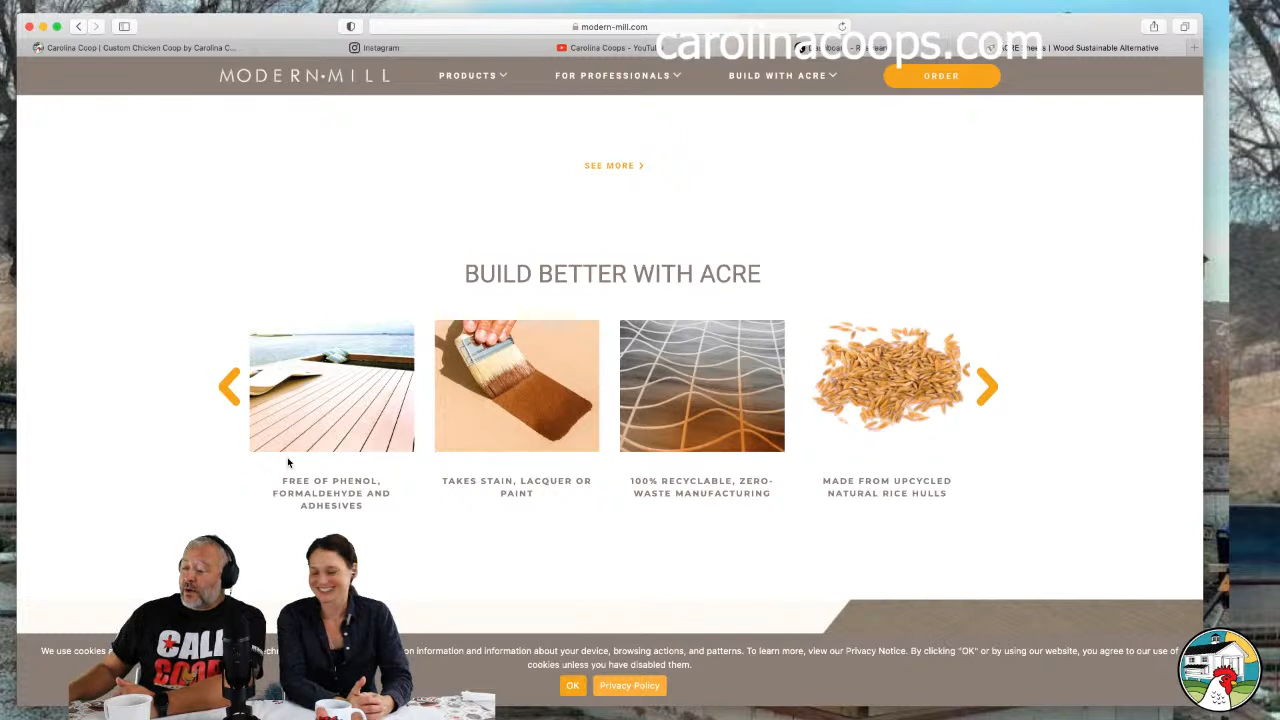 modern-mill.com
carolinacoops.com
Carolina Coop | Custom Chicken Coop by Carolina C...
Instagram
Carolina Coops - YouTu
ACRE Sheets | Wood Sustainable Alternative
MODERN•MILL
PRODUCTS
FOR PROFESSIONALS
BUILD WITH ACRE
ORDER
SEE MORE
BUILD BETTER WITH ACRE
FREE OF PHENOL,
FORMALDEHYDE AND
ADHESIVES
TAKES STAIN, LACQUER OR
PAINT
100% RECYCLABLE, ZERO-
WASTE MANUFACTURING
MADE FROM UPCYCLED
NATURAL RICE HULLS
CALI
COOP
We use cookies on information and information about your device, browsing actions, and patterns. To learn more, view our Privacy Notice. By clicking "OK" or by using our website, you agree to our use of
cookies unless you have disabled them.
OK
Privacy Policy